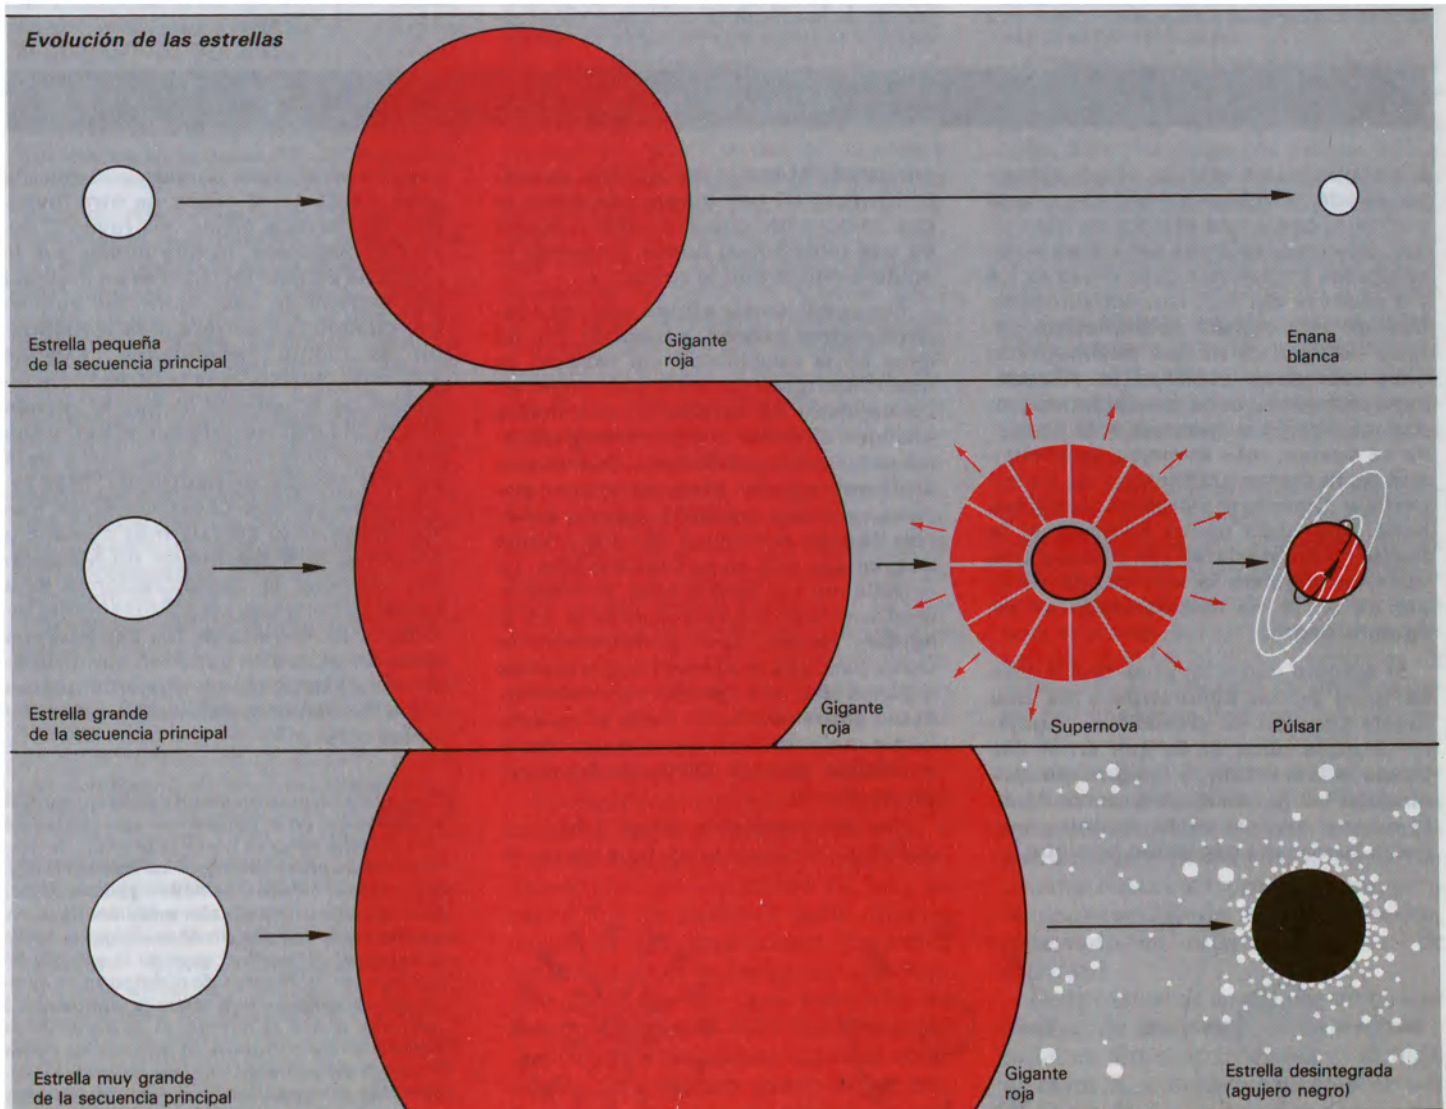 Evolución de las estrellas
Estrella pequeña
de la secuencia principal
Gigante
roja
Enana
blanca
Estrella grande
de la secuencia principal
Gigante
roja
Supernova
Púlsar
Estrella muy grande
de la secuencia principal
Gigante
roja
Estrella desintegrada
(agujero negro)